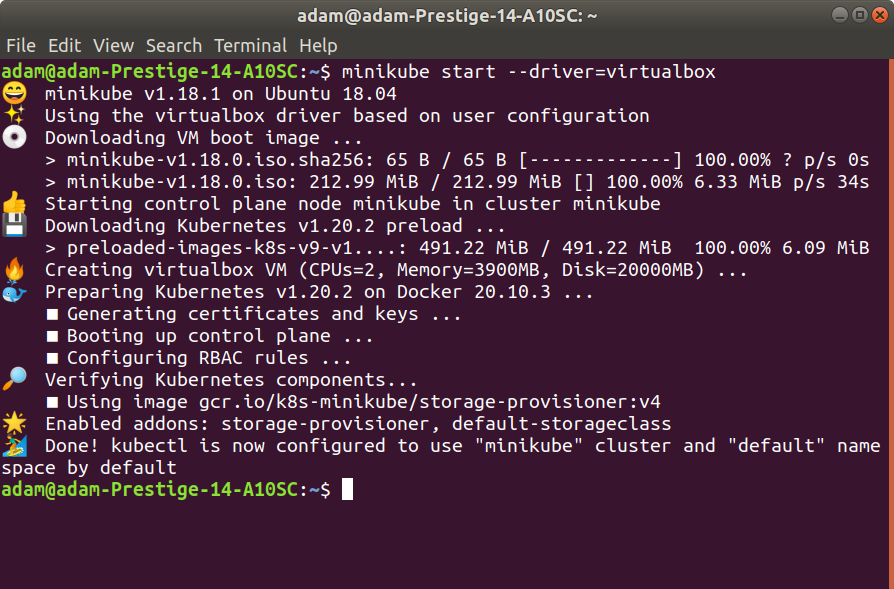 adam@adam-Prestige-14-A10SC: ~
File Edit View Search Terminal Help
adam@adam-Prestige-14-A10SC:~$ minikube start --driver=virtualbox
😄 minikube v1.18.1 on Ubuntu 18.04
✨ Using the virtualbox driver based on user configuration
💿 Downloading VM boot image ...
> minikube-v1.18.0.iso.sha256: 65 B / 65 B [-------------] 100.00% ? p/s 0s
> minikube-v1.18.0.iso: 212.99 MiB / 212.99 MiB [] 100.00% 6.33 MiB p/s 34s
👍 Starting control plane node minikube in cluster minikube
💾 Downloading Kubernetes v1.20.2 preload ...
> preloaded-images-k8s-v9-v1....: 491.22 MiB / 491.22 MiB 100.00% 6.09 MiB
🔥 Creating virtualbox VM (CPUs=2, Memory=3900MB, Disk=20000MB) ...
🐳 Preparing Kubernetes v1.20.2 on Docker 20.10.3 ...
■ Generating certificates and keys ...
■ Booting up control plane ...
■ Configuring RBAC rules ...
🔎 Verifying Kubernetes components...
■ Using image gcr.io/k8s-minikube/storage-provisioner:v4
🌟 Enabled addons: storage-provisioner, default-storageclass
🏄 Done! kubectl is now configured to use "minikube" cluster and "default" name
space by default
adam@adam-Prestige-14-A10SC:~$